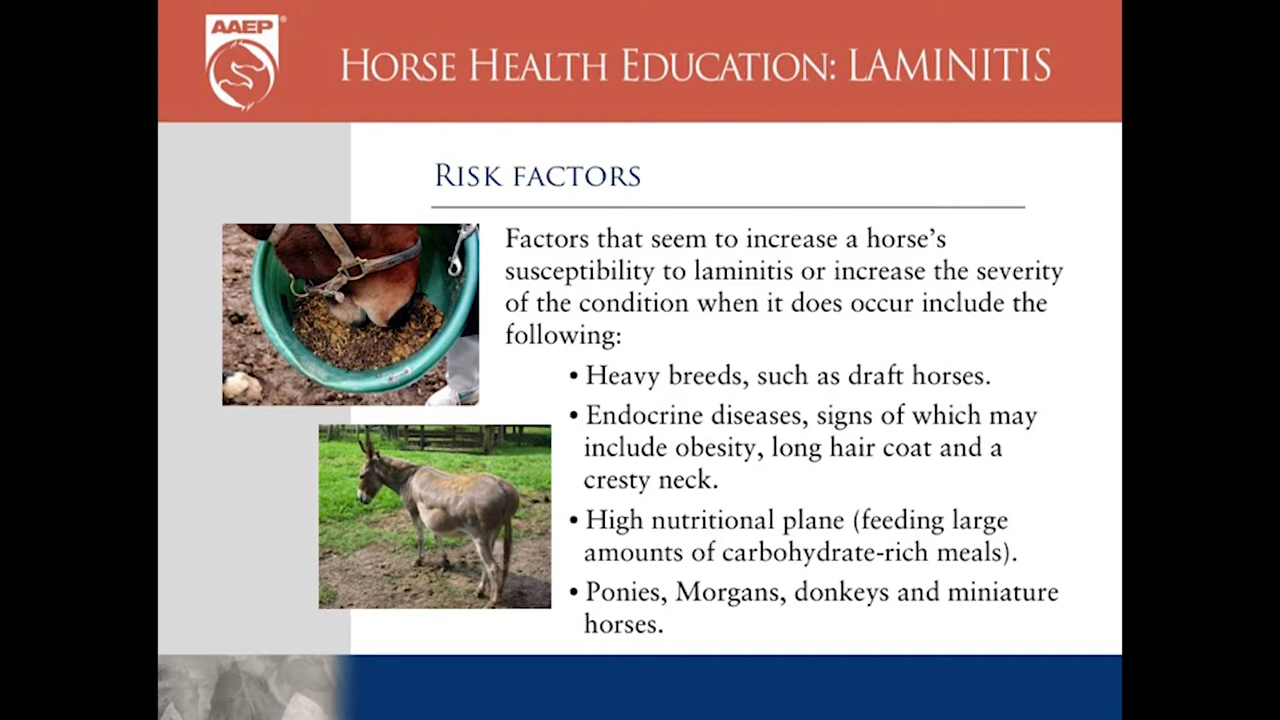 AAEP®
HORSE HEALTH EDUCATION: LAMINITIS
RISK FACTORS
Factors that seem to increase a horse's
susceptibility to laminitis or increase the severity
of the condition when it does occur include the
following:
• Heavy breeds, such as draft horses.
• Endocrine diseases, signs of which may
include obesity, long hair coat and a
cresty neck.
• High nutritional plane (feeding large
amounts of carbohydrate-rich meals).
• Ponies, Morgans, donkeys and miniature
horses.